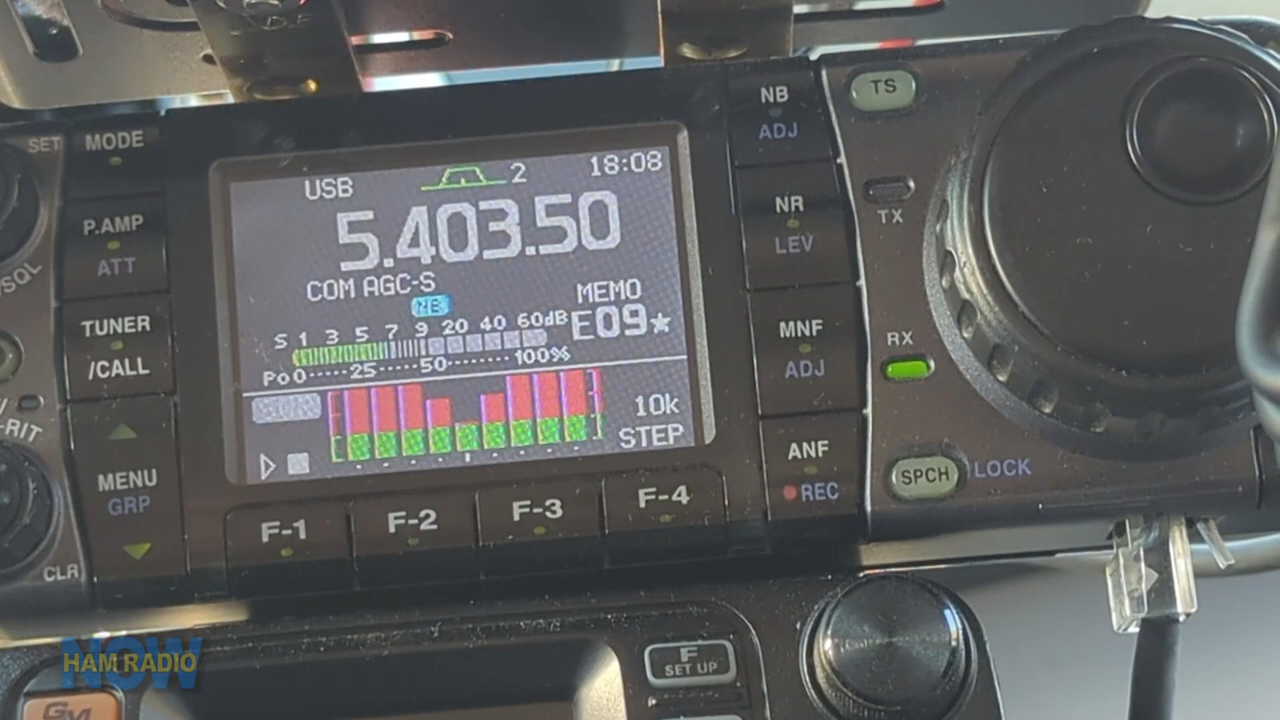 SET
MODE
P.AMP
ATT
TUNER
/CALL
MENU
GRP
CLR
USB
2
18:08
5.403.50
COM AGC-S
NB
MEMO
E09★
S 1 3 5 7 9 20 40 60dB
Po 0 25 50 100%
10k
STEP
F-1
F-2
F-3
F-4
NB
ADJ
NR
LEV
MNF
ADJ
ANF
REC
TS
TX
RX
SPCH
LOCK
F
SET UP
NOW
HAM RADIO